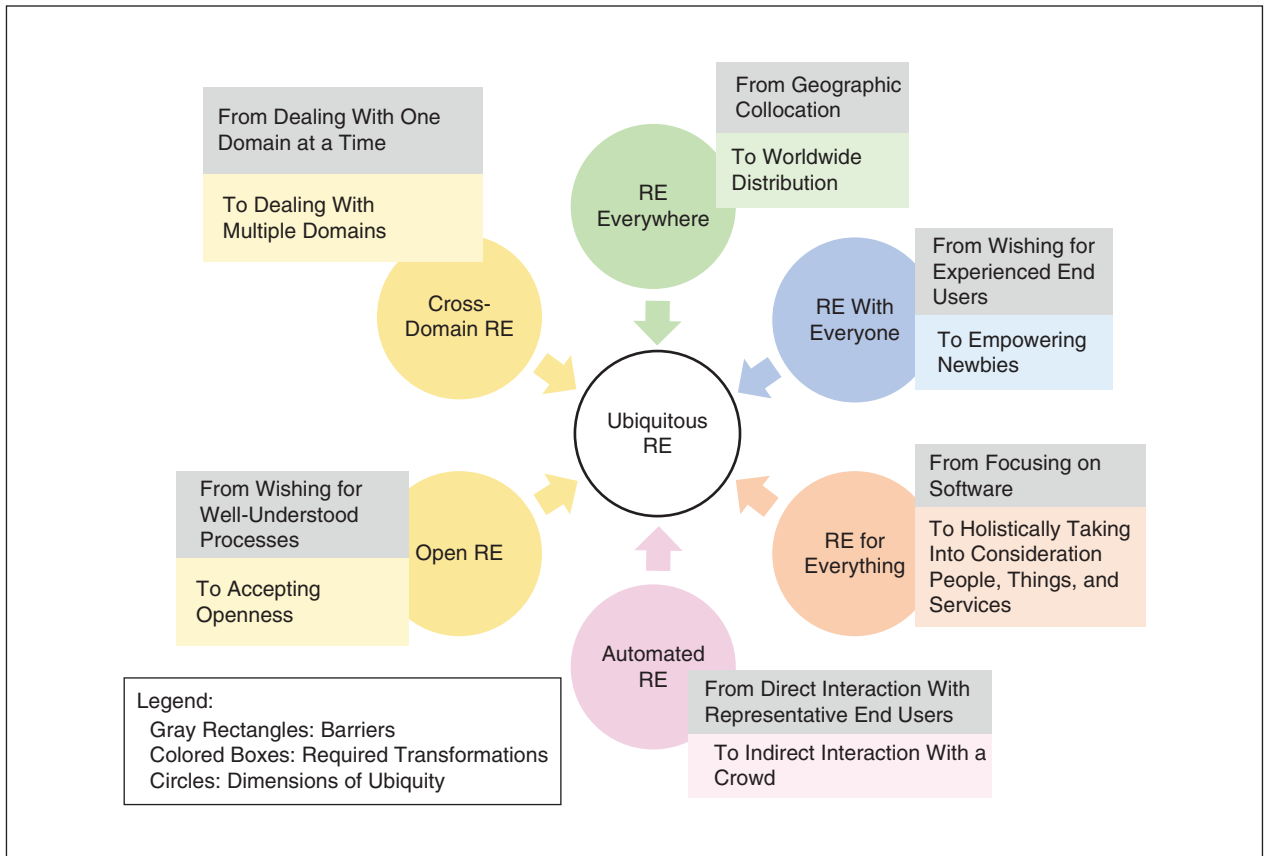 From Dealing With One
Domain at a Time
To Dealing With
Multiple Domains
Cross-
Domain RE
From Geographic
Collocation
To Worldwide
Distribution
RE
Everywhere
From Wishing for
Experienced End
Users
To Empowering
Newbies
RE With
Everyone
Ubiquitous
RE
From Wishing for
Well-Understood
Processes
To Accepting
Openness
Open RE
From Focusing on
Software
To Holistically Taking
Into Consideration
People, Things, and
Services
RE for
Everything
Automated
RE
From Direct Interaction With
Representative End Users
To Indirect Interaction With a
Crowd
Legend:
Gray Rectangles: Barriers
Colored Boxes: Required Transformations
Circles: Dimensions of Ubiquity